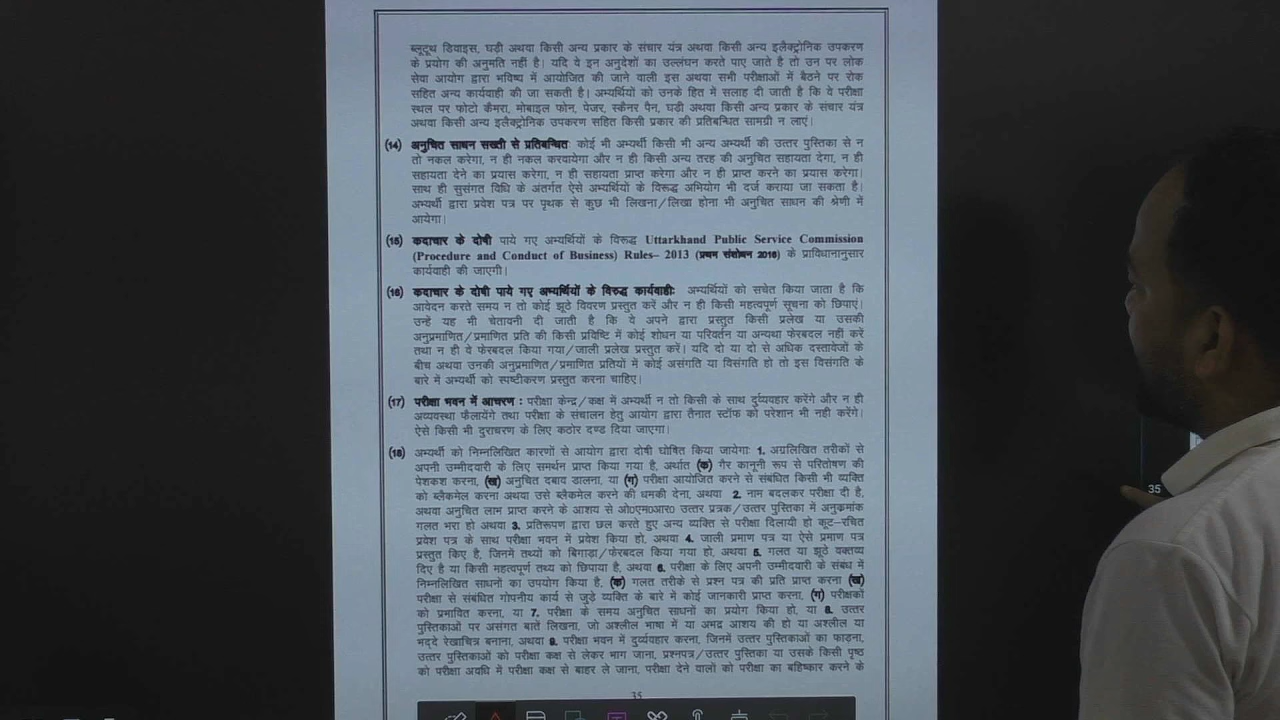 ब्लूटूथ डिवाइस, घड़ी अथवा किसी अन्य प्रकार के संचार यंत्र अथवा किसी अन्य इलैक्ट्रोनिक उपकरण
के प्रयोग की अनुमति नहीं है। यदि वे इन अनुदेशों का उल्लंघन करते पाए जाते है तो उन पर लोक
सेवा आयोग द्वारा भविष्य में आयोजित की जाने वाली इस अथवा सभी परीक्षाओं में बैठने पर रोक
सहित अन्य कार्यवाही की जा सकती है। अभ्यर्थियों को उनके हित में सलाह दी जाती है कि वे परीक्षा
स्थल पर फोटो कैमरा, मोबाइल फोन, पेजर, स्कैनर पैन, घड़ी अथवा किसी अन्य प्रकार के संचार यंत्र
अथवा किसी अन्य इलैक्ट्रोनिक उपकरण सहित किसी प्रकार की प्रतिबन्धित सामग्री न लाएं।
(14) अनुचित साधन सख्ती से प्रतिबन्धितः कोई भी अभ्यर्थी किसी भी अन्य अभ्यर्थी की उत्तर पुस्तिका से न
तो नकल करेगा, न ही नकल करवायेगा और न ही किसी अन्य तरह की अनुचित सहायता देगा, न ही
सहायता देने का प्रयास करेगा, न ही सहायता प्राप्त करेगा और न ही प्राप्त करने का प्रयास करेगा।
साथ ही सुसंगत विधि के अंतर्गत ऐसे अभ्यर्थियों के विरूद्ध अभियोग भी दर्ज कराया जा सकता है।
अभ्यर्थी द्वारा प्रवेश पत्र पर पृथक से कुछ भी लिखना/लिखा होना भी अनुचित साधन की श्रेणी में
आयेगा।
(15) कदाचार के दोषी पाये गए अभ्यर्थियों के विरूद्ध Uttarkhand Public Service Commission
(Procedure and Conduct of Business) Rules– 2013 (प्रथम संशोधन 2016) के प्राविधानानुसार
कार्यवाही की जाएगी।
(16) कदाचार के दोषी पाये गए अभ्यर्थियों के विरुद्ध कार्यवाहीः अभ्यर्थियों को सचेत किया जाता है कि
आवेदन करते समय न तो कोई झूठे विवरण प्रस्तुत करें और न ही किसी महत्वपूर्ण सूचना को छिपाएं।
उन्हे यह भी चेतावनी दी जाती है कि वे अपने द्वारा प्रस्तुत किसी प्रलेख या उसकी
अनुप्रमाणित/प्रमाणित प्रति की किसी प्रविष्टि में कोई शोधन या परिवर्तन या अन्यथा फेरबदल नहीं करें
तथा न ही वे फेरबदल किया गया/जाली प्रलेख प्रस्तुत करें। यदि दो या दो से अधिक दस्तावेजों के
बीच अथवा उनकी अनुप्रमाणित/प्रमाणित प्रतियों में कोई असंगति या विसंगति हो तो इस विसंगति के
बारे में अभ्यर्थी को स्पष्टीकरण प्रस्तुत करना चाहिए।
(17) परीक्षा भवन में आचरण : परीक्षा केन्द्र/कक्ष में अभ्यर्थी न तो किसी के साथ दुर्व्यवहार करेंगे और न ही
अव्यवस्था फैलायेंगे तथा परीक्षा के संचालन हेतु आयोग द्वारा तैनात स्टॉफ को परेशान भी नही करेंगे।
ऐसे किसी भी दुराचरण के लिए कठोर दण्ड दिया जाएगा।
(18) अभ्यर्थी को निम्नलिखित कारणों से आयोग द्वारा दोषी घोषित किया जायेगाः 1. अग्रलिखित तरीकों से
अपनी उम्मीदवारी के लिए समर्थन प्राप्त किया गया है, अर्थात (क) गैर कानूनी रूप से परितोषण की
पेशकश करना, (ख) अनुचित दबाव डालना, या (ग) परीक्षा आयोजित करने से संबंधित किसी भी व्यक्ति
को ब्लैकमेल करना अथवा उसे ब्लैकमेल करने की धमकी देना, अथवा 2. नाम बदलकर परीक्षा दी है,
अथवा अनुचित लाभ प्राप्त करने के आशय से ओ0एम0आर0 उत्तर प्रत्रक/उत्तर पुस्तिका में अनुक्रमांक
गलत भरा हो अथवा 3. प्रतिरूपण द्वारा छल करते हुए अन्य व्यक्ति से परीक्षा दिलायी हो कूट–रचित
प्रवेश पत्र के साथ परीक्षा भवन में प्रवेश किया हो, अथवा 4. जाली प्रमाण पत्र या ऐसे प्रमाण पत्र
प्रस्तुत किए है, जिनमें तथ्यों को बिगाड़ा/फेरबदल किया गया हो, अथवा 5. गलत या झूठे वक्तव्य
दिए है या किसी महत्वपूर्ण तथ्य को छिपाया है, अथवा 6. परीक्षा के लिए अपनी उम्मीदवारी के संबंध में
निम्नलिखित साधनों का उपयोग किया है, (क) गलत तरीके से प्रश्न पत्र की प्रति प्राप्त करना (ख)
परीक्षा से संबंधित गोपनीय कार्य से जुड़े व्यक्ति के बारे में कोई जानकारी प्राप्त करना, (ग) परीक्षकों
को प्रभावित करना, या 7. परीक्षा के समय अनुचित साधनों का प्रयोग किया हो, या 8. उत्तर
पुस्तिकाओं पर असंगत बातें लिखना, जो अश्लील भाषा में या अभद्र आशय की हो या अश्लील या
भद्दे रेखाचित्र बनाना, अथवा 9. परीक्षा भवन में दुर्व्यवहार करना, जिनमें उत्तर पुस्तिकाओं का फाड़ना,
उत्तर पुस्तिकाओं को परीक्षा कक्ष से लेकर भाग जाना, प्रश्नपत्र/उत्तर पुस्तिका या उसके किसी पृष्ठ
को परीक्षा अवधि में परीक्षा कक्ष से बाहर ले जाना, परीक्षा देने वालों को परीक्षा का बहिष्कार करने के
35
35